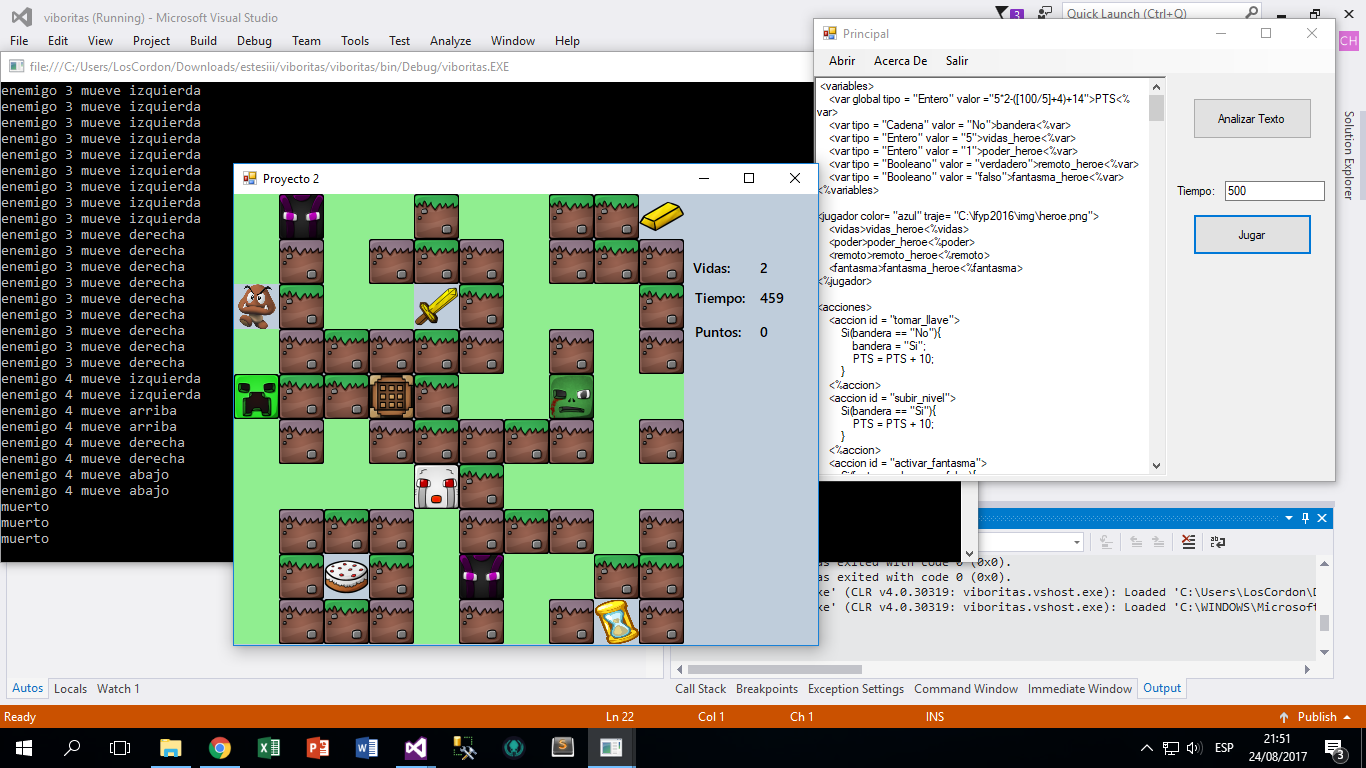 viboritas (Running) - Microsoft Visual Studio
3
Quick Launch (Ctrl+Q)
File Edit View Project Build Debug Team Tools Test Analyze Window Help
CH
file:///C:/Users/LosCordon/Downloads/estesiii/viboritas/viboritas/bin/Debug/viboritas.EXE
enemigo 3 mueve izquierda
enemigo 3 mueve izquierda
enemigo 3 mueve izquierda
enemigo 3 mueve izquierda
enemigo 3 mueve izquierda
enemigo 3 mueve izquierda
enemigo 3 mueve izquierda
enemigo 3 mueve izquierda
enemigo 3 mueve izquierda
enemigo 3 mueve derecha
enemigo 3 mueve derecha
enemigo 3 mueve derecha
enemigo 3 mueve derecha
enemigo 3 mueve derecha
enemigo 3 mueve derecha
enemigo 3 mueve derecha
enemigo 3 mueve derecha
enemigo 3 mueve derecha
enemigo 4 mueve izquierda
enemigo 4 mueve izquierda
enemigo 4 mueve arriba
enemigo 4 mueve arriba
enemigo 4 mueve derecha
enemigo 4 mueve derecha
enemigo 4 mueve abajo
enemigo 4 mueve abajo
muerto
muerto
muerto
Proyecto 2
Vidas: 2
Tiempo: 459
Puntos: 0
Principal
Abrir Acerca De Salir
<variables>
<var global tipo = "Entero" valor ="5*2-([100/5]+4)+14">PTS<%
var>
<var tipo = "Cadena" valor = "No">bandera<%var>
<var tipo = "Entero" valor = "5">vidas_heroe<%var>
<var tipo = "Entero" valor = "1">poder_heroe<%var>
<var tipo = "Booleano" valor = "verdadero">remoto_heroe<%var>
<var tipo = "Booleano" valor = "falso">fantasma_heroe<%var>
<%variables>
<jugador color= "azul" traje= "C:\fyp2016\img\heroe.png">
<vidas>vidas_heroe<%vidas>
<poder>poder_heroe<%poder>
<remoto>remoto_heroe<%remoto>
<fantasma>fantasma_heroe<%fantasma>
<%jugador>
<acciones>
<accion id = "tomar_llave">
Si(bandera == "No"){
bandera = "Si";
PTS = PTS + 10;
}
<%accion>
<accion id = "subir_nivel">
Si(bandera == "Si"){
PTS = PTS + 10;
}
<%accion>
<accion id = "activar_fantasma">
Analizar Texto
Tiempo: 500
Jugar
Solution Explorer
as exited with code 0 (0x0).
as exited with code 0 (0x0).
xe' (CLR v4.0.30319: viboritas.vshost.exe): Loaded 'C:\Users\LosCordon\D
xe' (CLR v4.0.30319: viboritas.vshost.exe): Loaded 'C:\WINDOWS\Microsoft
Autos Locals Watch 1
Call Stack Breakpoints Exception Settings Command Window Immediate Window Output
Ready Ln 22 Col 1 Ch 1 INS Publish
ESP
21:51
24/08/2017
3